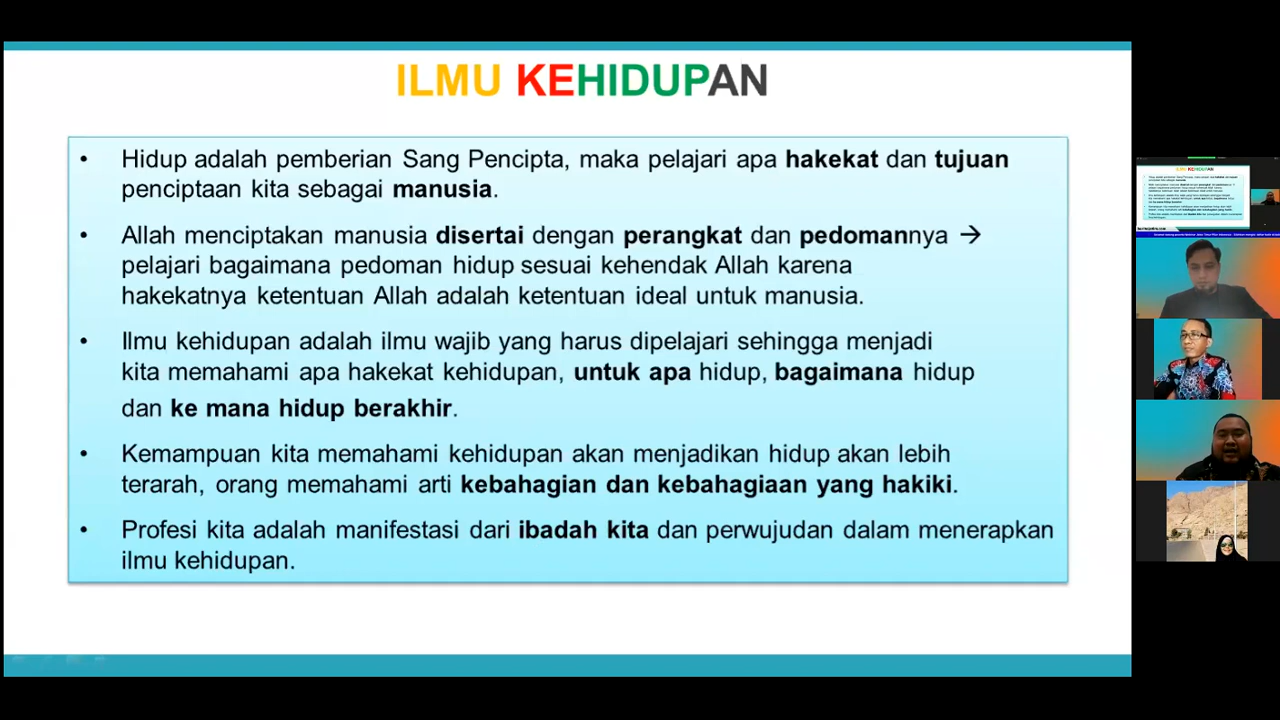 ILMU KEHIDUPAN
• Hidup adalah pemberian Sang Pencipta, maka pelajari apa hakekat dan tujuan
penciptaan kita sebagai manusia.
• Allah menciptakan manusia disertai dengan perangkat dan pedomannya →
pelajari bagaimana pedoman hidup sesuai kehendak Allah karena
hakekatnya ketentuan Allah adalah ketentuan ideal untuk manusia.
• Ilmu kehidupan adalah ilmu wajib yang harus dipelajari sehingga menjadi
kita memahami apa hakekat kehidupan, untuk apa hidup, bagaimana hidup
dan ke mana hidup berakhir.
• Kemampuan kita memahami kehidupan akan menjadikan hidup akan lebih
terarah, orang memahami arti kebahagian dan kebahagiaan yang hakiki.
• Profesi kita adalah manifestasi dari ibadah kita dan perwujudan dalam menerapkan
ilmu kehidupan.
ILMU KEHIDUPAN